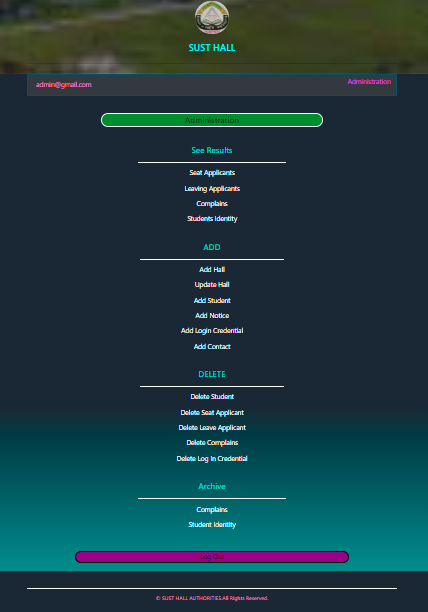 SUST HALL
admin@gmail.com
Administration
Administration
See Results
Seat Applicants
Leaving Applicants
Complains
Students Identity
ADD
Add Hall
Update Hall
Add Student
Add Notice
Add Login Credential
Add Contact
DELETE
Delete Student
Delete Seat Applicant
Delete Leave Applicant
Delete Complains
Delete Log In Credential
Archive
Complains
Student Identity
Log Out
© SUST HALL AUTHORITIES.All Rights Reserved.